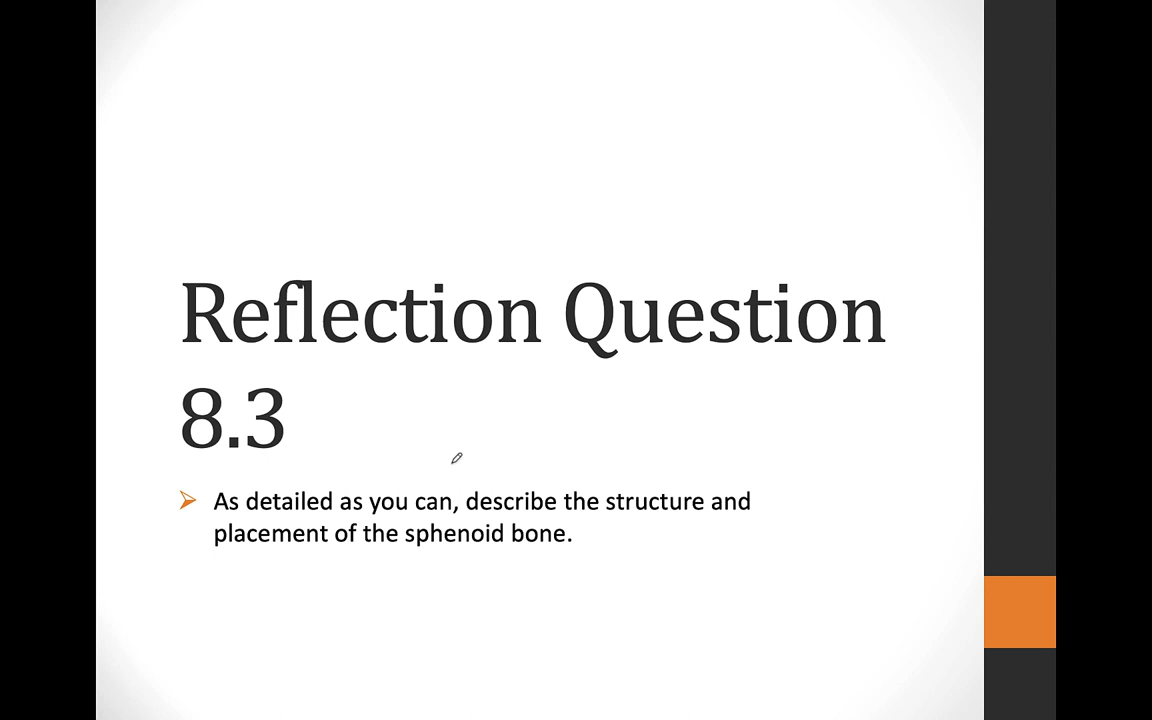 Reflection Question
8.3
As detailed as you can, describe the structure and
placement of the sphenoid bone.